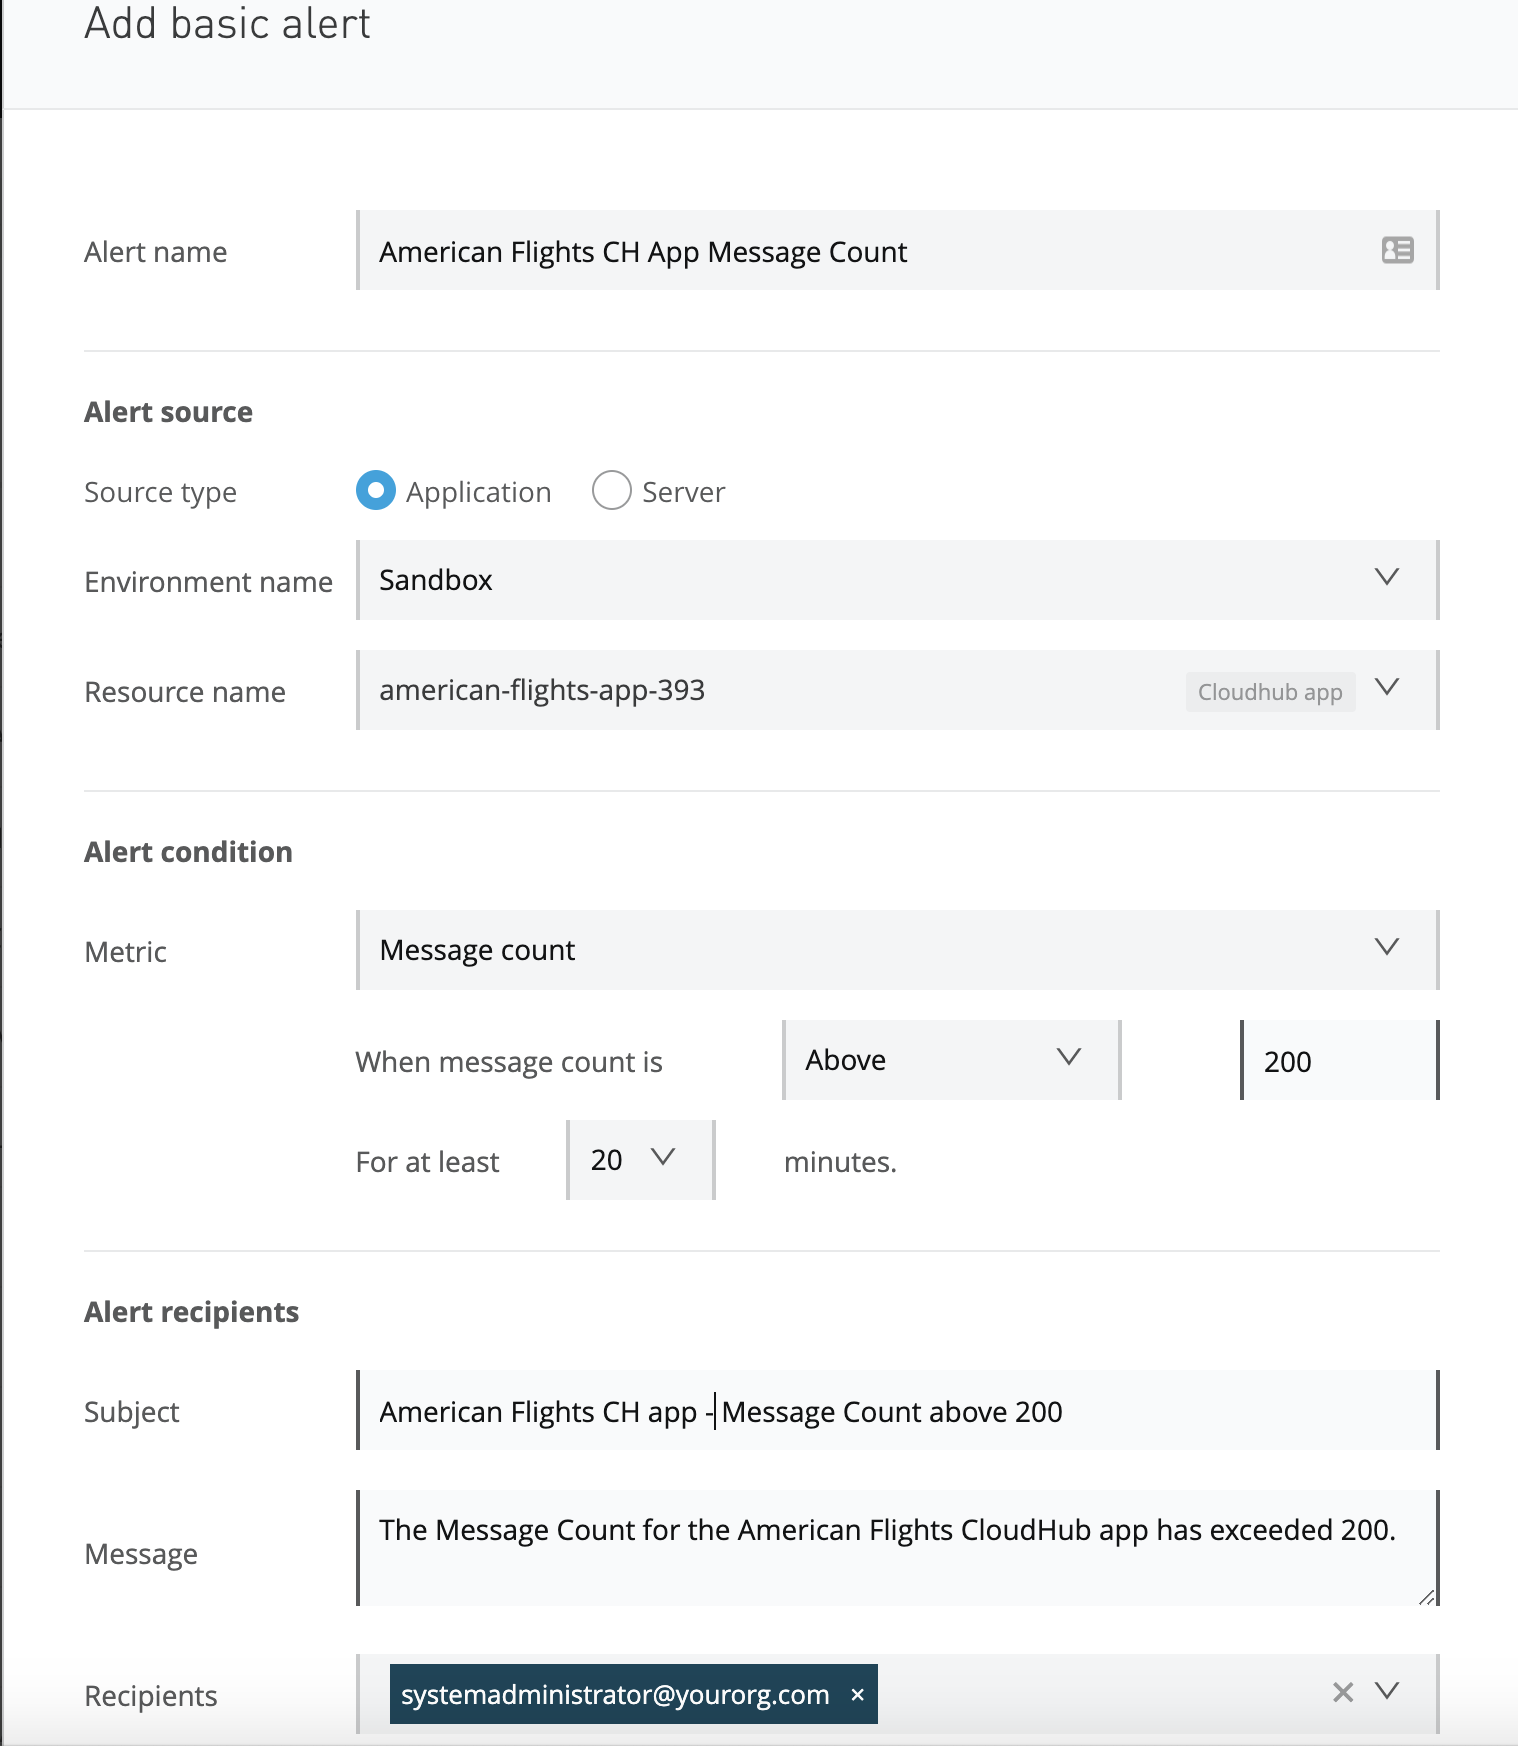 Add basic alert
Alert name
American Flights CH App Message Count
Alert source
Source type
Application
Server
Environment name
Sandbox
Resource name
american-flights-app-393
Cloudhub app
Alert condition
Metric
Message count
When message count is
Above
200
For at least
20
minutes.
Alert recipients
Subject
American Flights CH app - Message Count above 200
Message
The Message Count for the American Flights CloudHub app has exceeded 200.
Recipients
systemadministrator@yourorg.com ×